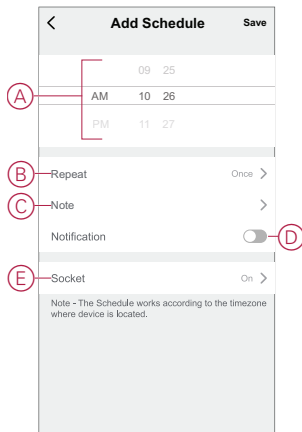 Add Schedule Save
09 25
A AM 10 26
PM 11 27
B Repeat Once
C Note
Notification D
E Socket On
Note - The Schedule works according to the timezone
where device is located.